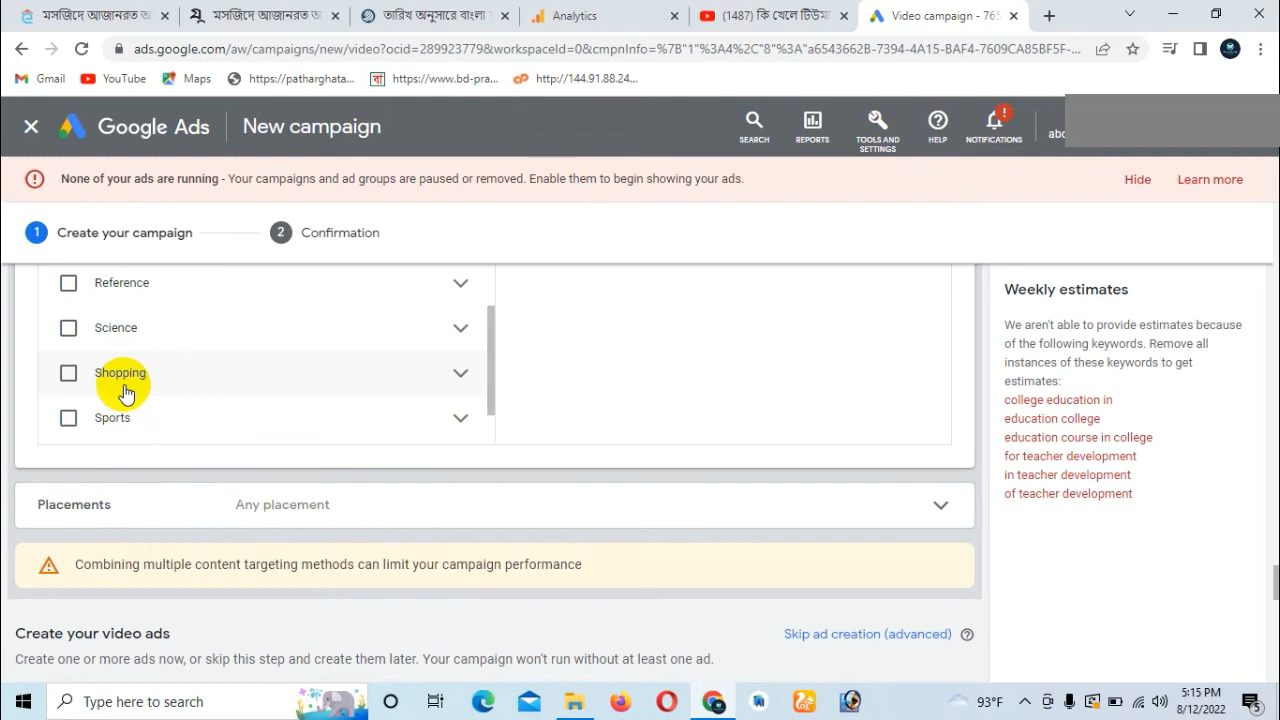 মসজিদে আজানরত অ
মসজিদে আজানরত অ
তারিখ অনুসারে বাংলা
Analytics
(1487) কি খেলে টিউমা
Video campaign - 765
ads.google.com/aw/campaigns/new/video?ocid=289923779&workspaceId=0&cmpnInfo=%7B"1"%3A4%2C"8"%3A"a6543662B-7394-4A15-BAF4-7609CA85BF5F-...
Gmail
YouTube
Maps
https://patharghata...
https://www.bd-pra...
http://144.91.88.24...
Google Ads
New campaign
SEARCH
REPORTS
TOOLS AND SETTINGS
HELP
NOTIFICATIONS
abo
None of your ads are running - Your campaigns and ad groups are paused or removed. Enable them to begin showing your ads.
Hide
Learn more
1 Create your campaign
2 Confirmation
Reference
Science
Shopping
Sports
Placements
Any placement
Combining multiple content targeting methods can limit your campaign performance
Create your video ads
Skip ad creation (advanced)
Create one or more ads now, or skip this step and create them later. Your campaign won't run without at least one ad.
Weekly estimates
We aren't able to provide estimates because
of the following keywords. Remove all
instances of these keywords to get
estimates:
college education in
education college
education course in college
for teacher development
in teacher development
of teacher development
Type here to search
93°F
5:15 PM
8/12/2022
5